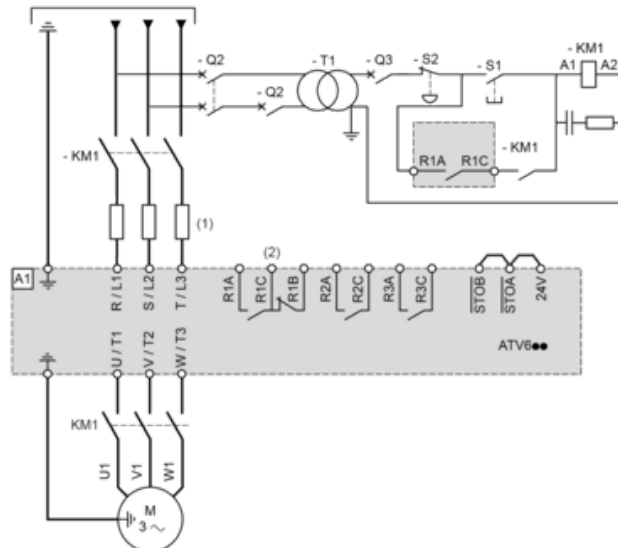 - Q2
- T1
- Q3
- S2
- S1
- KM1
A1
A2
- Q2
- KM1
R1A
R1C
- KM1
(1)
(2)
A1
R / L1
S / L2
T / L3
R1A
R1C
R1B
R2A
R2C
R3A
R3C
STOB
STOA
24V
U / T1
V / T2
W / T3
ATV6●●
KM1
U1
V1
W1
M
3 ~